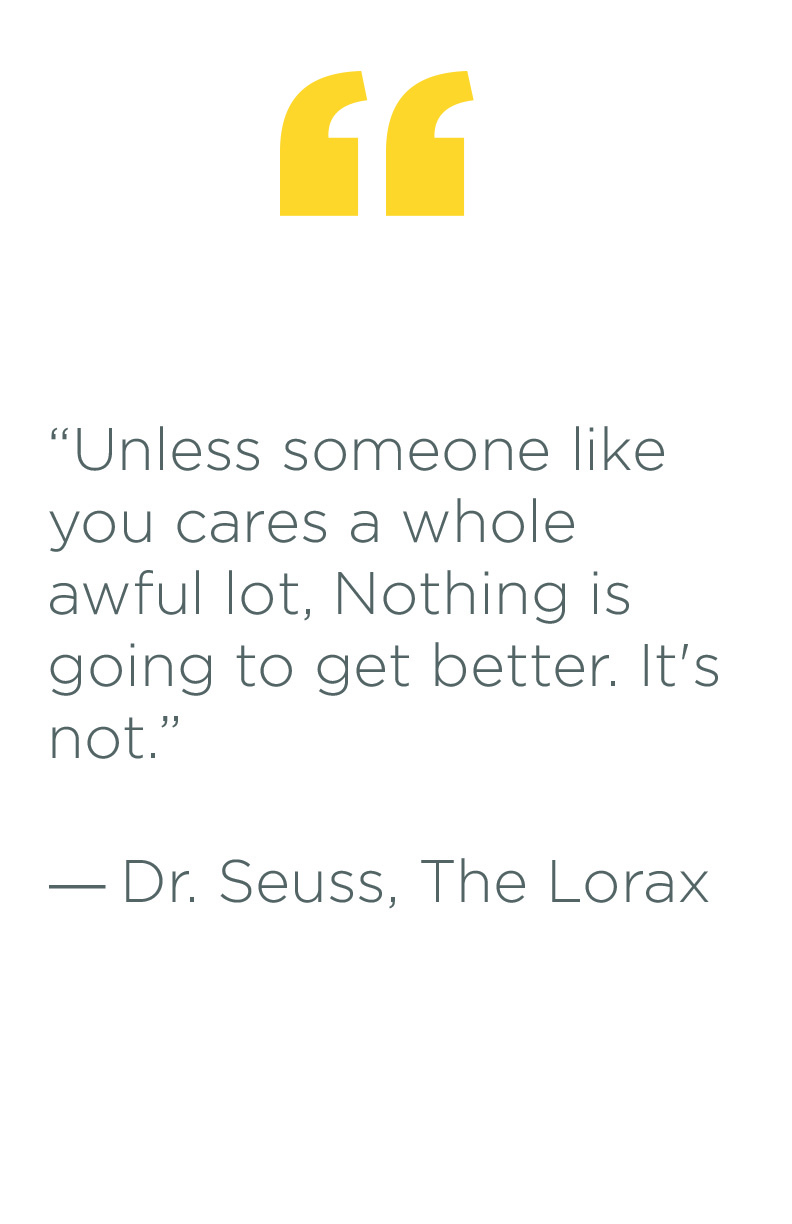 “
“Unless someone like
you cares a whole
awful lot, Nothing is
going to get better. It's
not.”
— Dr. Seuss, The Lorax